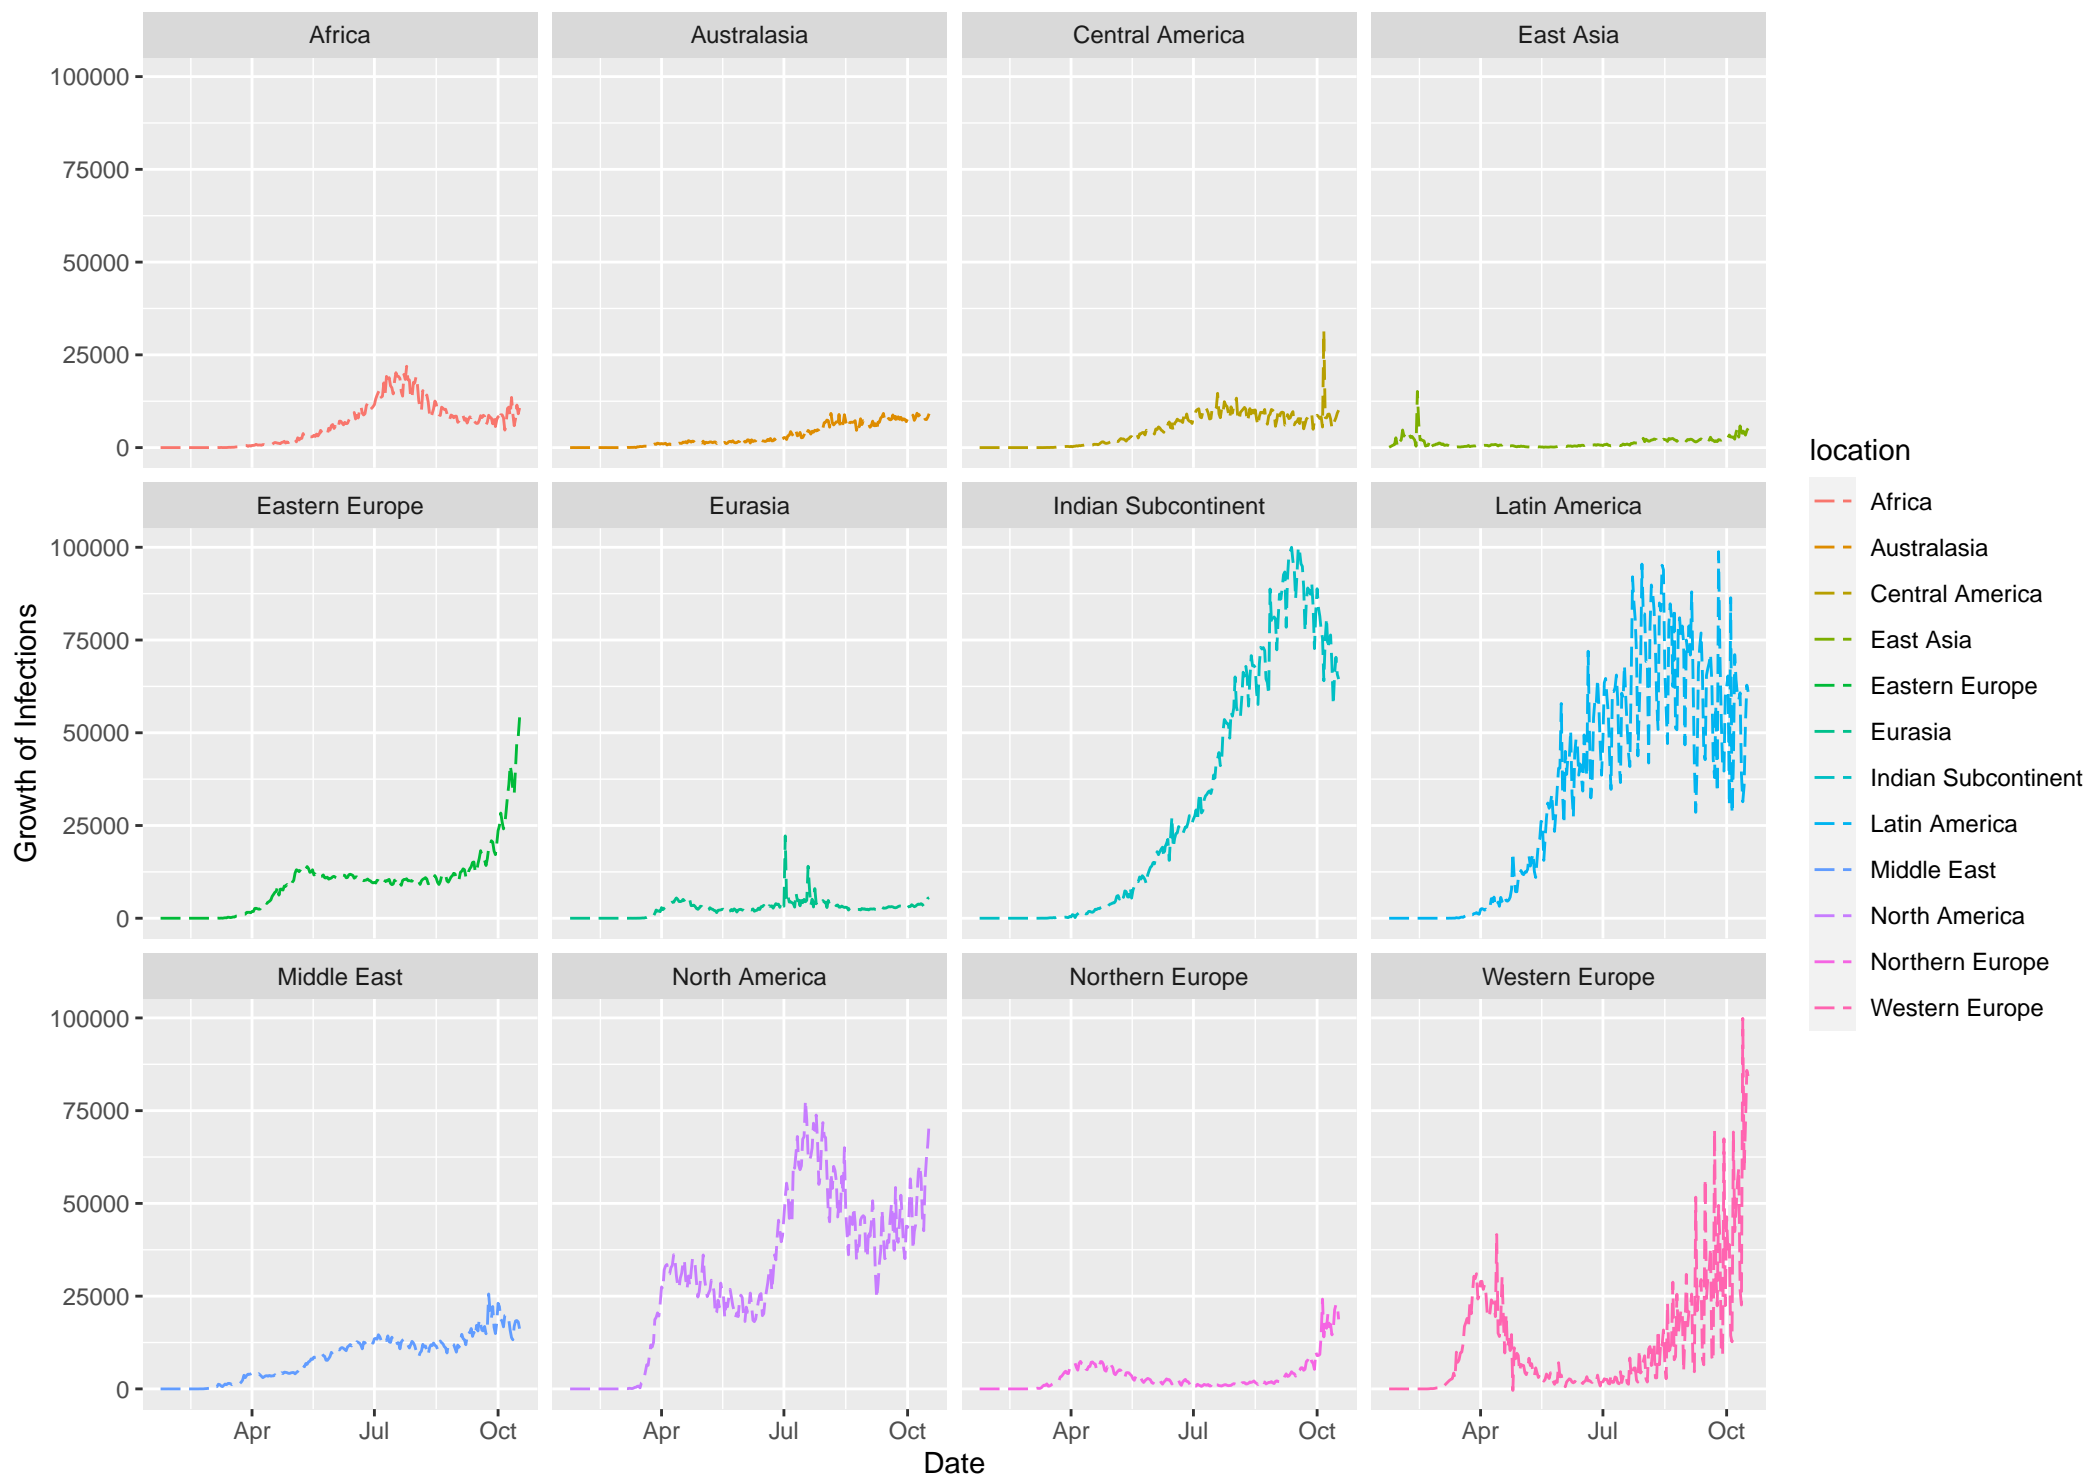 Africa
Australasia
Central America
East Asia
100000
75000
50000
25000
0
Eastern Europe
Eurasia
Indian Subcontinent
Latin America
100000
75000
50000
25000
0
Middle East
North America
Northern Europe
Western Europe
100000
75000
50000
25000
0
Apr Jul Oct
Apr Jul Oct
Apr Jul Oct
Apr Jul Oct
Date
Growth of Infections
location
Africa
Australasia
Central America
East Asia
Eastern Europe
Eurasia
Indian Subcontinent
Latin America
Middle East
North America
Northern Europe
Western Europe